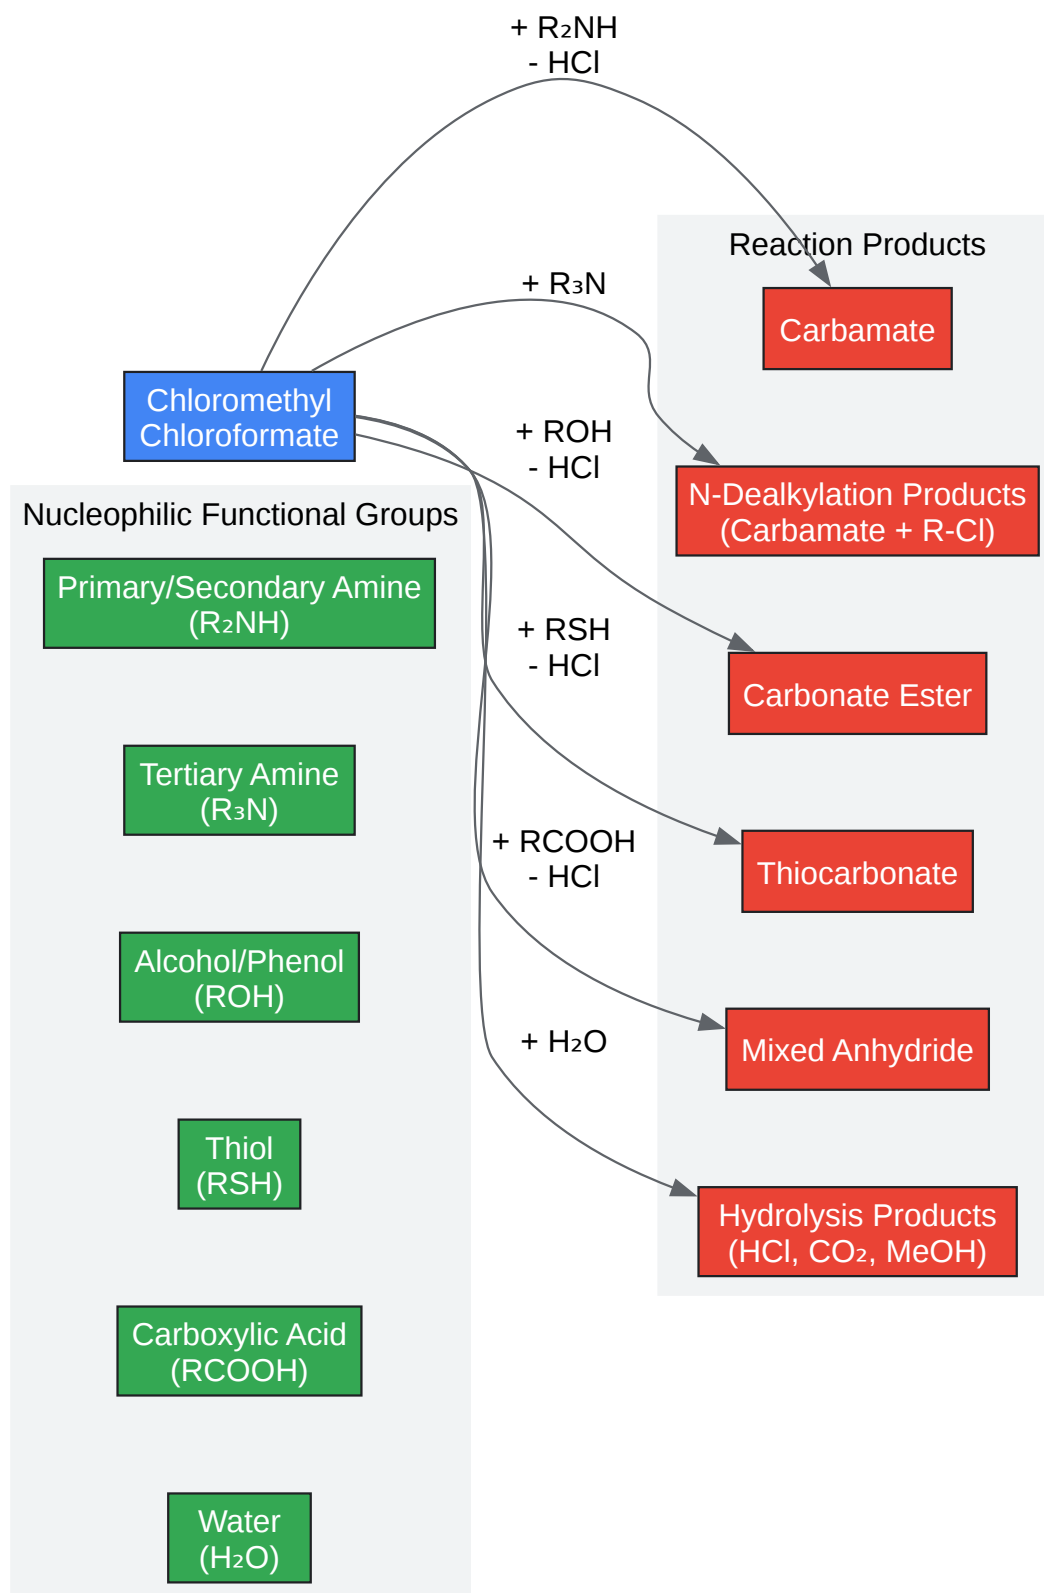 + R₂NH
- HCl
Reaction Products
+ R₃N
Carbamate
Chloromethyl
Chloroformate
+ ROH
- HCl
N-Dealkylation Products
(Carbamate + R-Cl)
Nucleophilic Functional Groups
Primary/Secondary Amine
(R₂NH)
+ RSH
- HCl
Carbonate Ester
Tertiary Amine
(R₃N)
+ RCOOH
- HCl
Thiocarbonate
Alcohol/Phenol
(ROH)
+ H₂O
Mixed Anhydride
Thiol
(RSH)
Hydrolysis Products
(HCl, CO₂, MeOH)
Carboxylic Acid
(RCOOH)
Water
(H₂O)